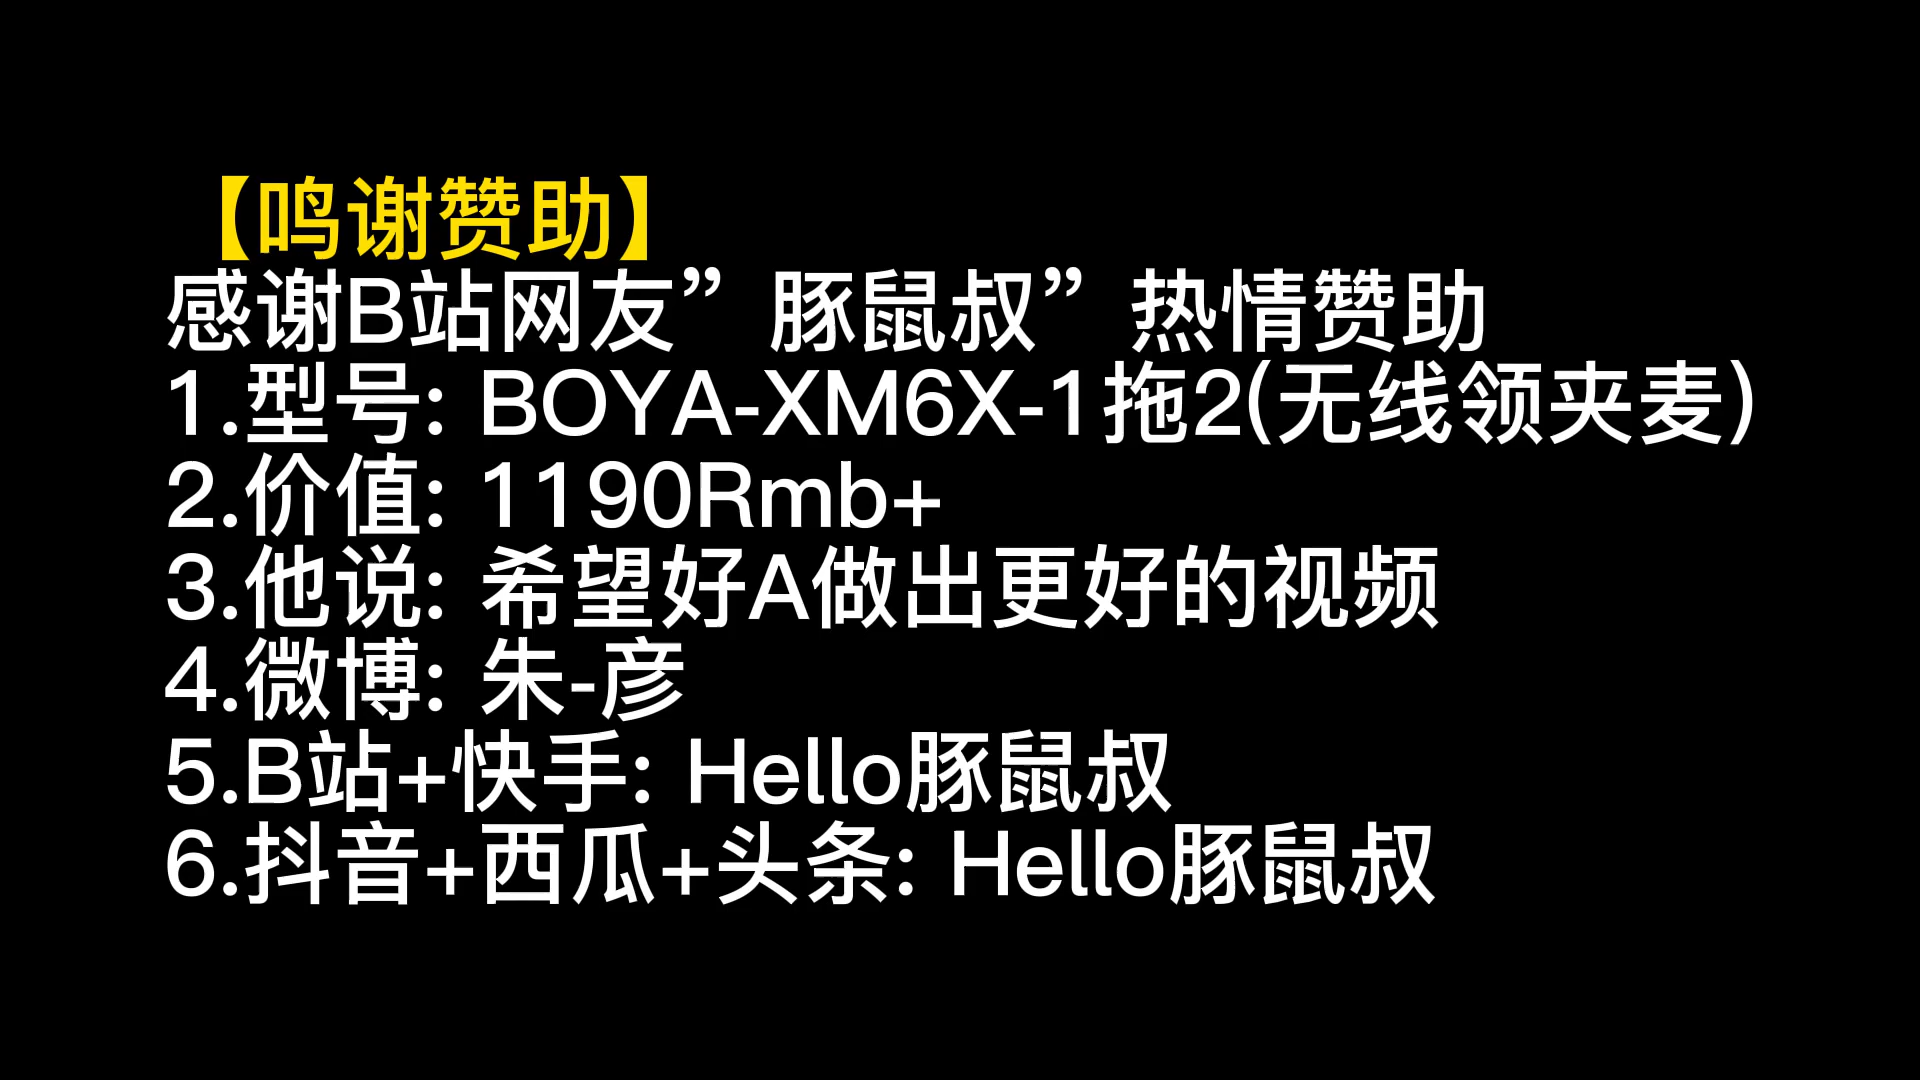 【鸣谢赞助】
感谢B站网友”豚鼠叔”热情赞助
1.型号: BOYA-XM6X-1拖2(无线领夹麦)
2.价值: 1190Rmb+
3.他说: 希望好A做出更好的视频
4.微博: 朱-彦
5.B站+快手: Hello豚鼠叔
6.抖音+西瓜+头条: Hello豚鼠叔